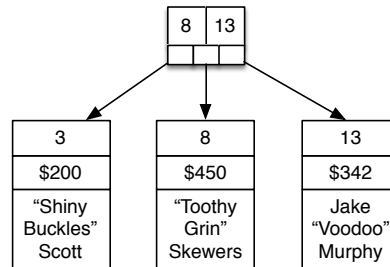 8 13
3
$200
“Shiny
Buckles”
Scott
8
$450
“Toothy
Grin”
Skewers
13
$342
Jake
“Voodoo”
Murphy